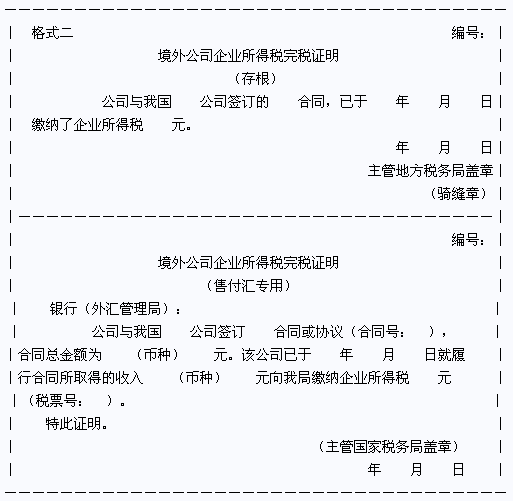 格式二 编号：
境外公司企业所得税完税证明
（存根）
公司与我国 公司签订的 合同，已于 年 月 日
缴纳了企业所得税 元。
年 月 日
主管地方税务局盖章
（骑缝章）
编号：
境外公司企业所得税完税证明
（售付汇专用）
银行（外汇管理局）：
公司与我国 公司签订 合同或协议（合同号： ），
合同总金额为 （币种） 元。该公司已于 年 月 日就履
行合同所取得的收入 （币种） 元向我局缴纳企业所得税 元
（税票号： ）。
特此证明。
（主管国家税务局盖章）
年 月 日